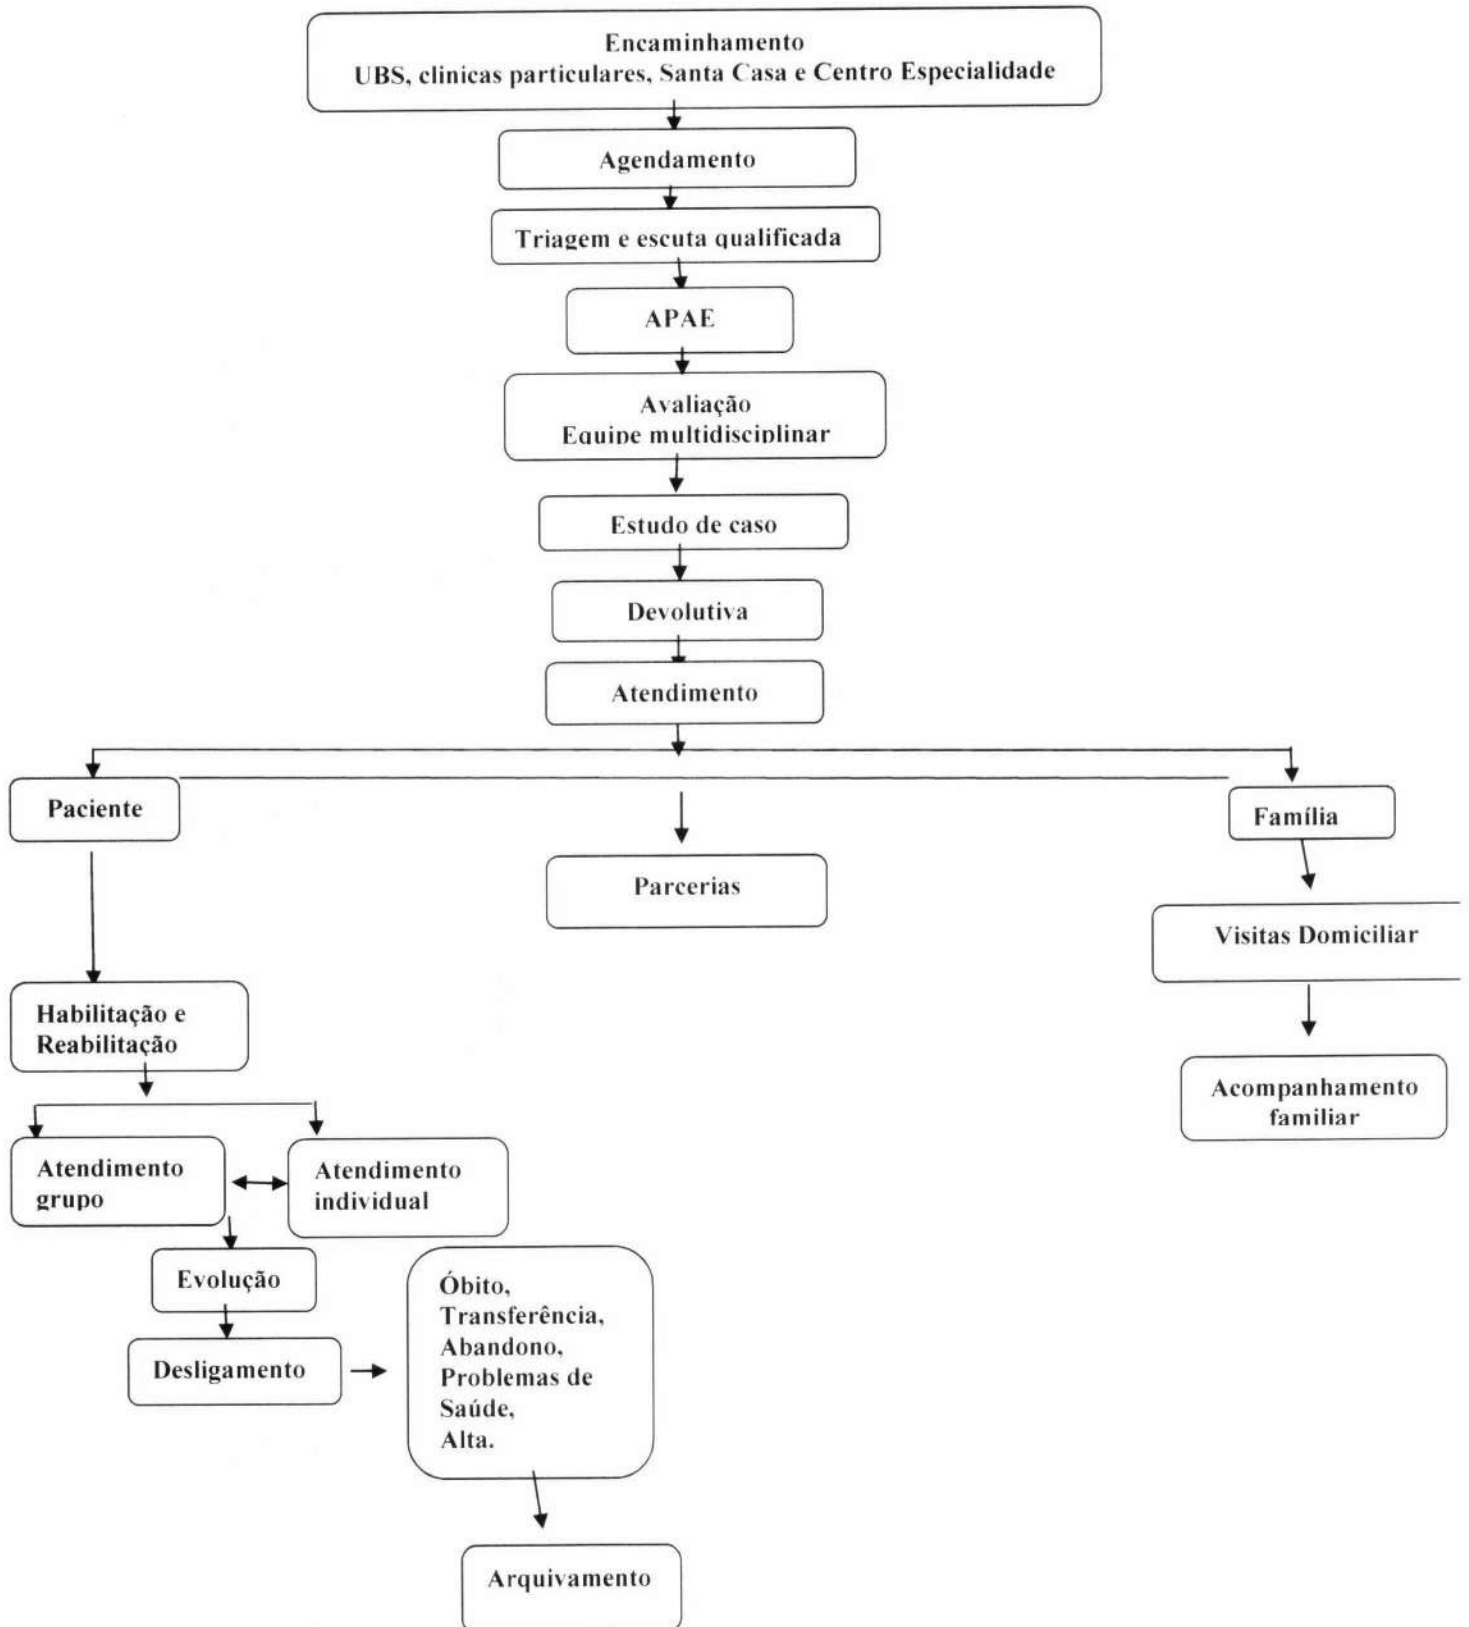 Encaminhamento
UBS, clinicas particulares, Santa Casa e Centro Especialidade
Agendamento
Triagem e escuta qualificada
APAE
Avaliação
Equipe multidisciplinar
Estudo de caso
Devolutiva
Atendimento
Paciente
Família
Parcerias
Visitas Domiciliar
Habilitação e
Reabilitação
Acompanhamento
familiar
Atendimento
grupo
Atendimento
individual
Evolução
Desligamento
Óbito,
Transferência,
Abandono,
Problemas de
Saúde,
Alta.
Arquivamento